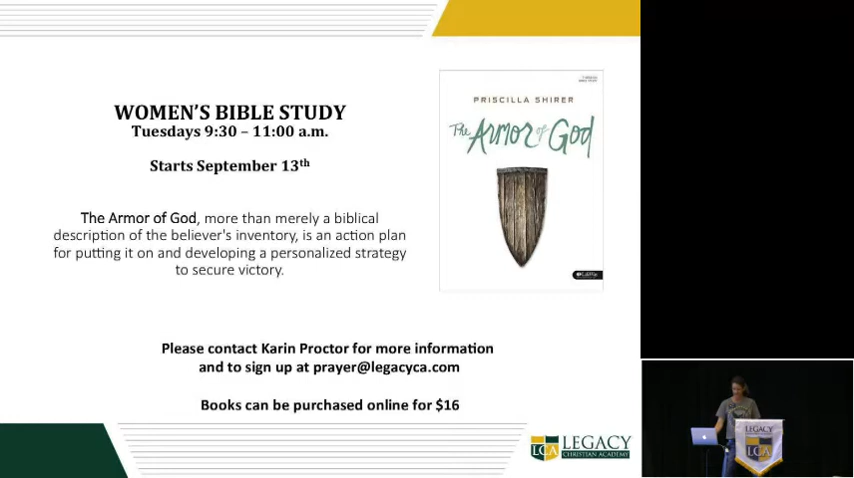 WOMEN'S BIBLE STUDY
Tuesdays 9:30 – 11:00 a.m.
Starts September 13th
The Armor of God, more than merely a biblical
description of the believer's inventory, is an action plan
for putting it on and developing a personalized strategy
to secure victory.
PRISCILLA SHIRER
The Armor of God
Please contact Karin Proctor for more information
and to sign up at prayer@legacyca.com
Books can be purchased online for $16
LCA
LEGACY
CHRISTIAN ACADEMY
LEGACY
LCA